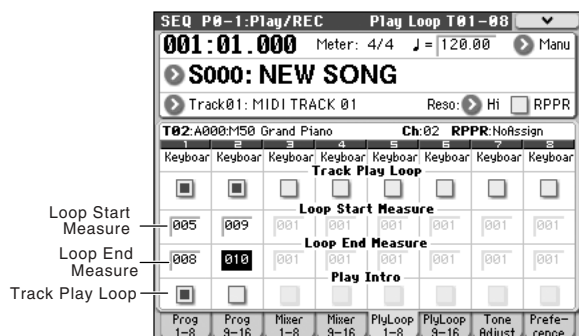 SEQ P0-1:Play/REC Play Loop T01-08
001:01.000 Meter: 4/4 ♩= 120.00 Manu
S000: NEW SONG
Track01: MIDI TRACK 01 Reso: Hi RPPR
T02:A000:M50 Grand Piano Ch:02 RPPR:NoAssign
1 2 3 4 5 6 7 8
Keyboar Keyboar Keyboar Keyboar Keyboar Keyboar Keyboar Keyboar
Track Play Loop
Loop Start Measure
Loop Start Measure
005 009 001 001 001 001 001 001
Loop End Measure
Loop End Measure
008 010 001 001 001 001 001 001
Play Intro
Track Play Loop
Prog 1-8 Prog 9-16 Mixer 1-8 Mixer 9-16 PlyLoop 1-8 PlyLoop 9-16 Tone Adjust Prefe-rence